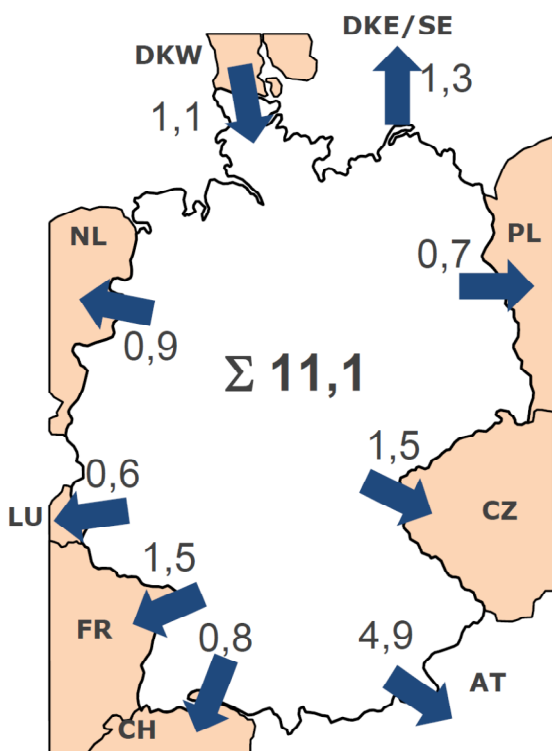 DKE/SE
DKW
1,3
1,1
NL
PL
0,7
0,9
Σ 11,1
1,5
0,6
CZ
LU
1,5
FR
0,8
4,9
AT
CH